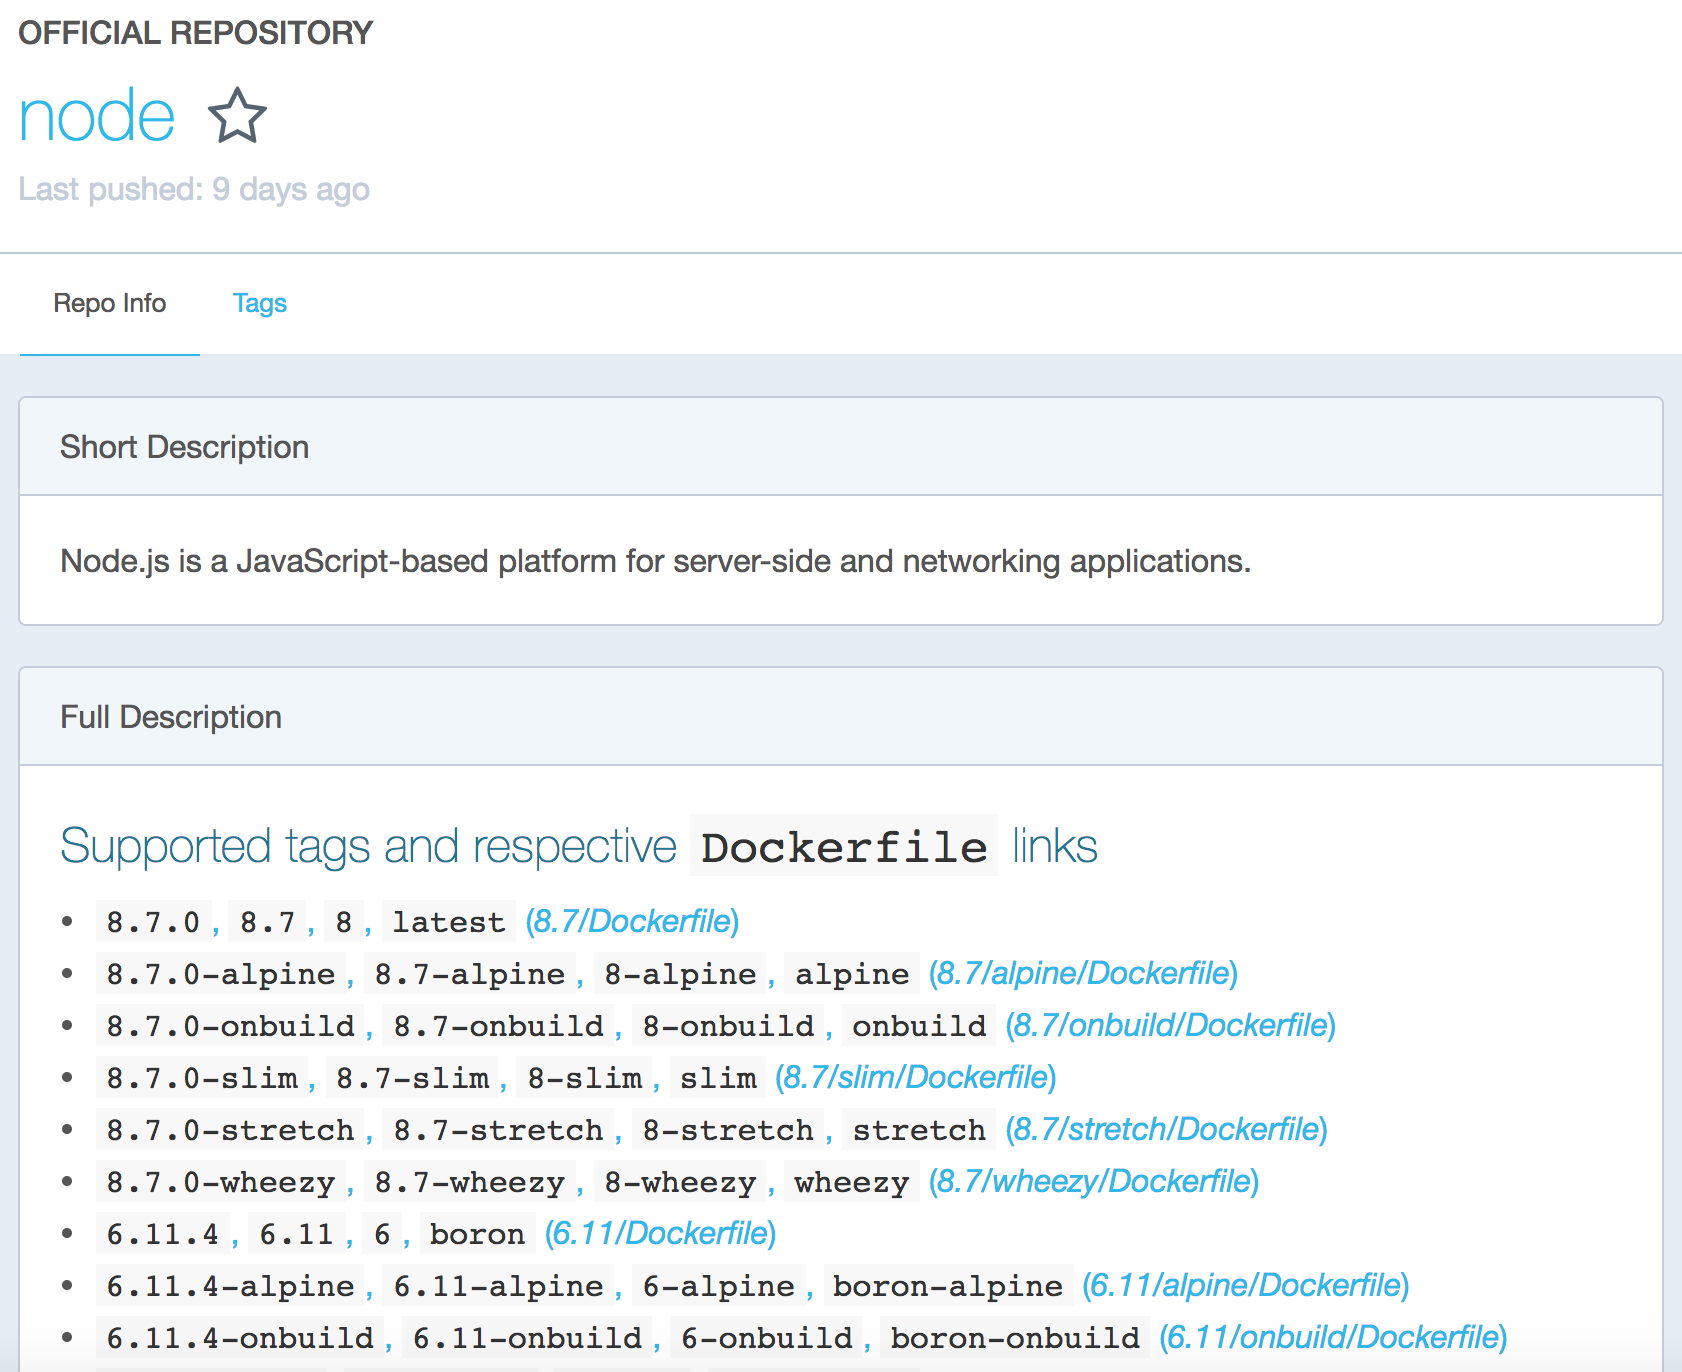 OFFICIAL REPOSITORY
node
Last pushed: 9 days ago
Repo Info Tags
Short Description
Node.js is a JavaScript-based platform for server-side and networking applications.
Full Description
Supported tags and respective Dockerfile links
• 8.7.0, 8.7, 8, latest (8.7/Dockerfile)
• 8.7.0-alpine, 8.7-alpine, 8-alpine, alpine (8.7/alpine/Dockerfile)
• 8.7.0-onbuild, 8.7-onbuild, 8-onbuild, onbuild (8.7/onbuild/Dockerfile)
• 8.7.0-slim, 8.7-slim, 8-slim, slim (8.7/slim/Dockerfile)
• 8.7.0-stretch, 8.7-stretch, 8-stretch, stretch (8.7/stretch/Dockerfile)
• 8.7.0-wheezy, 8.7-wheezy, 8-wheezy, wheezy (8.7/wheezy/Dockerfile)
• 6.11.4, 6.11, 6, boron (6.11/Dockerfile)
• 6.11.4-alpine, 6.11-alpine, 6-alpine, boron-alpine (6.11/alpine/Dockerfile)
• 6.11.4-onbuild, 6.11-onbuild, 6-onbuild, boron-onbuild (6.11/onbuild/Dockerfile)